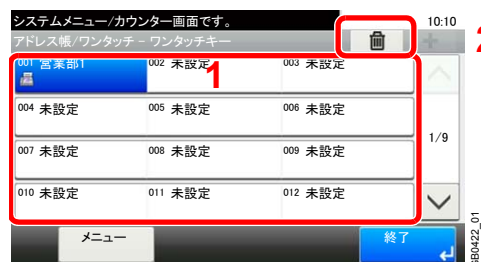 システムメニュー/カウンター画面です。 10:10
アドレス帳/ワンタッチ - ワンタッチキー
2
001 営業部1 002 未設定 003 未設定
1
004 未設定 005 未設定 006 未設定
1/9
007 未設定 008 未設定 009 未設定
010 未設定 011 未設定 012 未設定
メニュー 終了